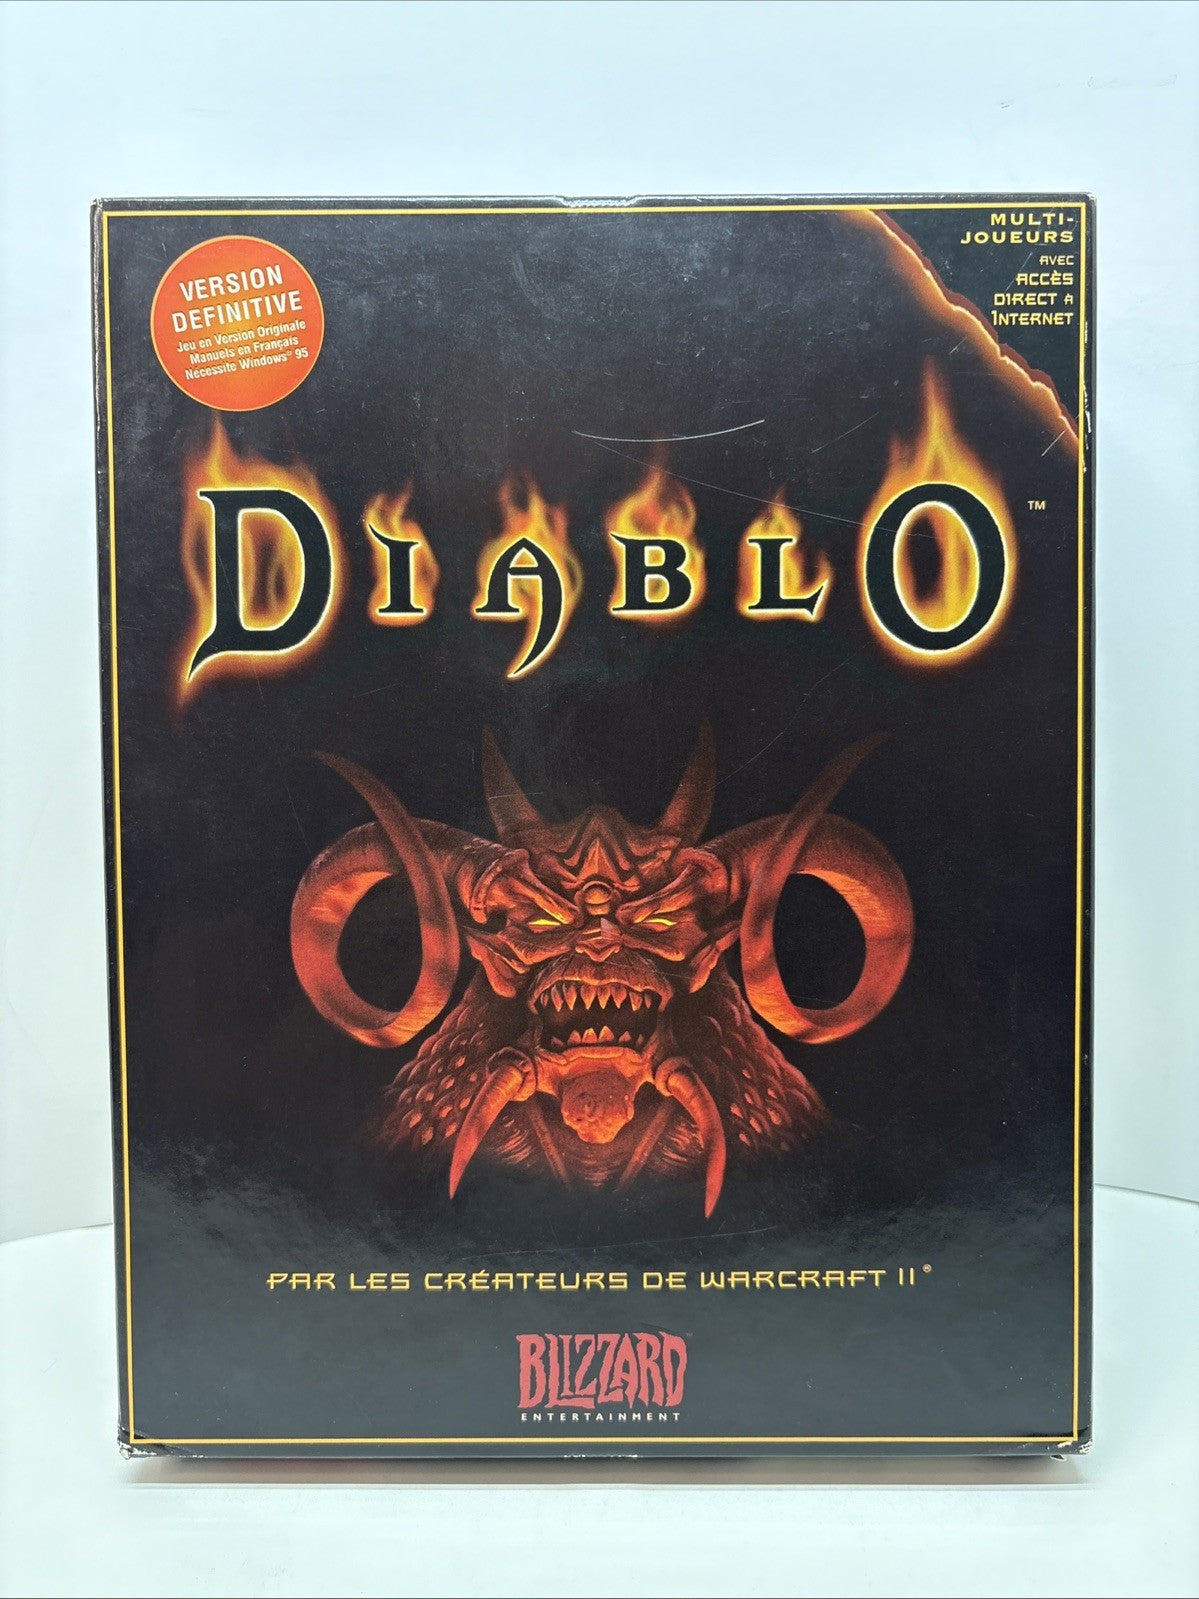 VERSION
DEFINITIVE
Jeu en Version Originale
Manuels en Français
Nécessite Windows® 95
MULTI-
JOUEURS
AVEC
ACCÈS
DIRECT A
INTERNET
DIABLO™
PAR LES CRÉATEURS DE WARCRAFT II®
BLIZZARD™
ENTERTAINMENT